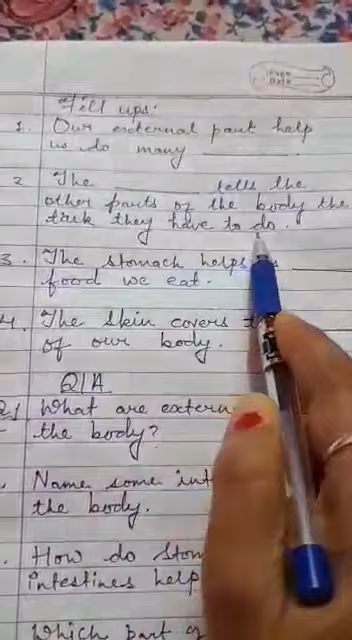 Page
Date
Fill ups.
1. Our external part help
us do many ________.
2 The ________ tells the
other parts of the body the
task they have to do.
3. The stomach helps
food we eat.
4. The skin covers
of our body.
Q/A
Q1 What are extern
the body?
Name some int
the body.
How do stom
intestines help
Which part of